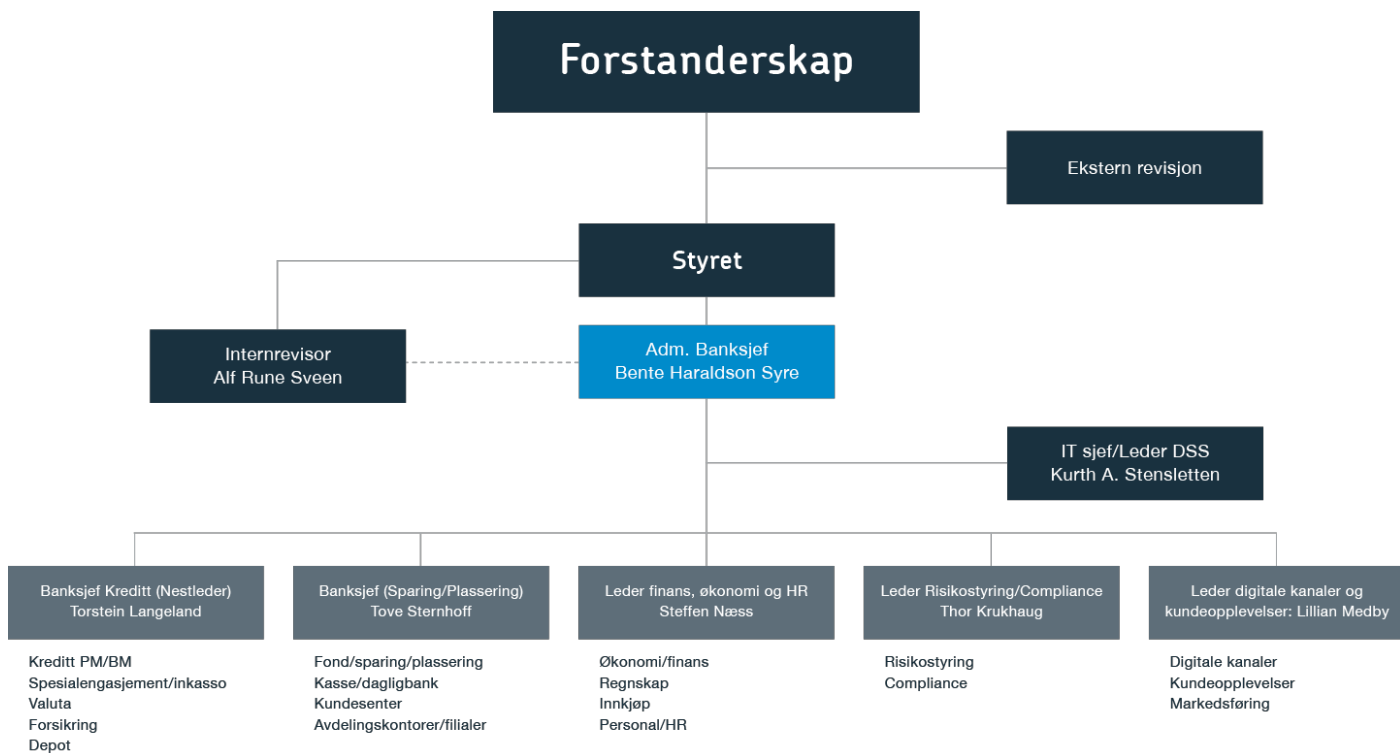 Forstanderskap
Ekstern revisjon
Styret
Internrevisor
Alf Rune Sveen
Adm. Banksjef
Bente Haraldson Syre
IT sjef/Leder DSS
Kurth A. Stensletten
Banksjef Kreditt (Nestleder)
Torstein Langeland
Kreditt PM/BM
Spesialengasjement/inkasso
Valuta
Forsikring
Depot
Banksjef (Sparing/Plassering)
Tove Sternhoff
Fond/sparing/plassering
Kasse/dagligbank
Kundesenter
Avdelingskontorer/filialer
Leder finans, økonomi og HR
Steffen Næss
Økonomi/finans
Regnskap
Innkjøp
Personal/HR
Leder Risikostyring/Compliance
Thor Krukhaug
Risikostyring
Compliance
Leder digitale kanaler og
kundeopplevelser: Lillian Medby
Digitale kanaler
Kundeopplevelser
Markedsføring